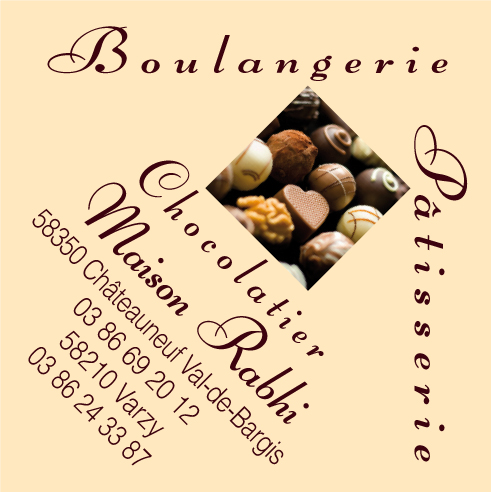 Boulangerie
Pâtisserie
Chocolatier
Maison Rabhi
58350 Châteauneuf Val-de-Bargis
03 86 69 20 12
58210 Varzy
03 86 24 33 87